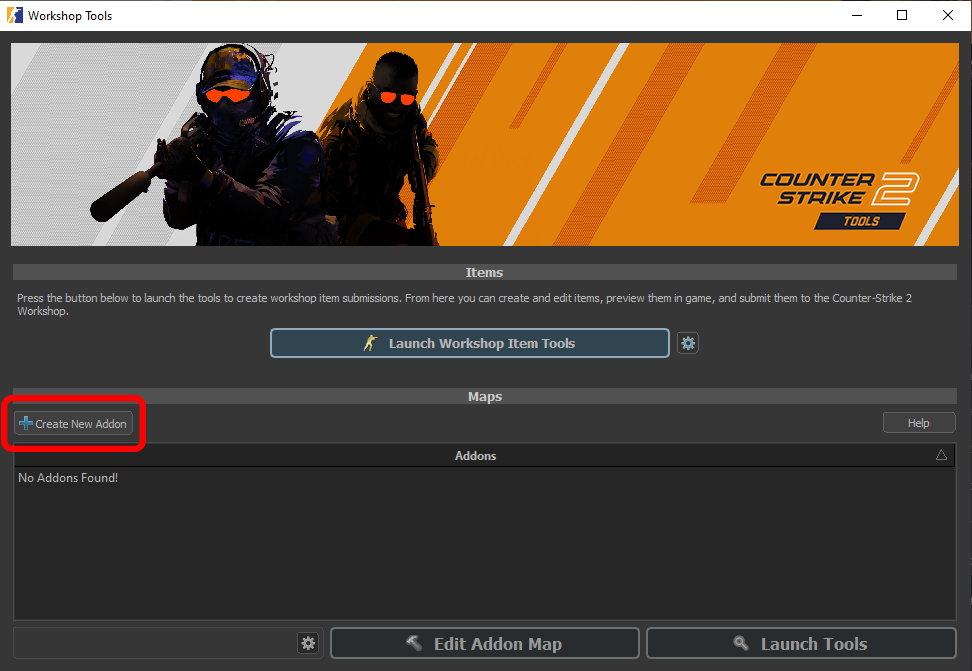 Workshop Tools
COUNTER
STRIKE 2
TOOLS
Items
Press the button below to launch the tools to create workshop item submissions. From here you can create and edit items, preview them in game, and submit them to the Counter-Strike 2
Workshop.
Launch Workshop Item Tools
Maps
Create New Addon
Help
Addons
No Addons Found!
Edit Addon Map
Launch Tools